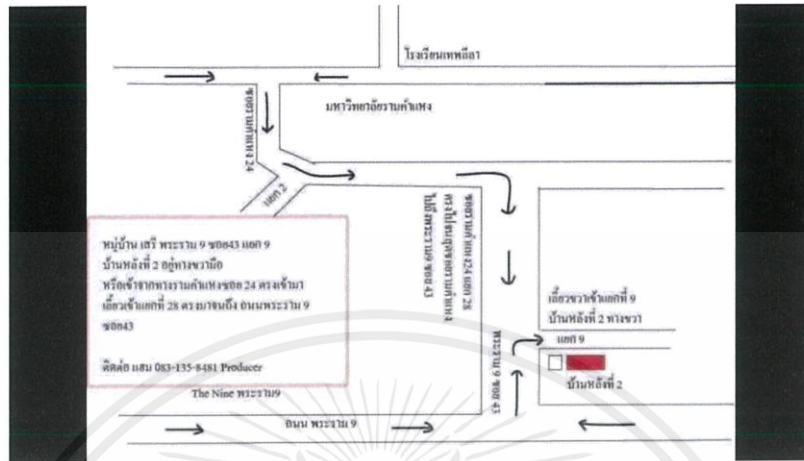 โรงเรียนเทพลีลา
มหาวิทยาลัยรามคำแหง
ซอยรามคำแหง 24
แยก 2
หมู่บ้าน เสรี พระราม 9 ซอย43 แยก 9
บ้านหลังที่ 2 อยู่ทางขวามือ
หรือเข้าจากทางรามคำแหงซอย 24 ตรงเข้ามา
เลี้ยวเข้าแยกที่ 28 ตรงมาจนถึง ถนนพระราม 9
ซอย43
ติดต่อ แฮม 083-135-8481 Producer
ซอยรามคำแหง24 แยก 28
ตรงไปจนสุดซอยรามคำแหง
ไปถึงพระราม9 ซอย 43
เลี้ยวขวาเข้าแยกที่ 9
บ้านหลังที่ 2 ทางขวา
แยก 9
บ้านหลังที่ 2
พระราม 9 ซอย 43
The Nine พระราม9
ถนน พระราม 9